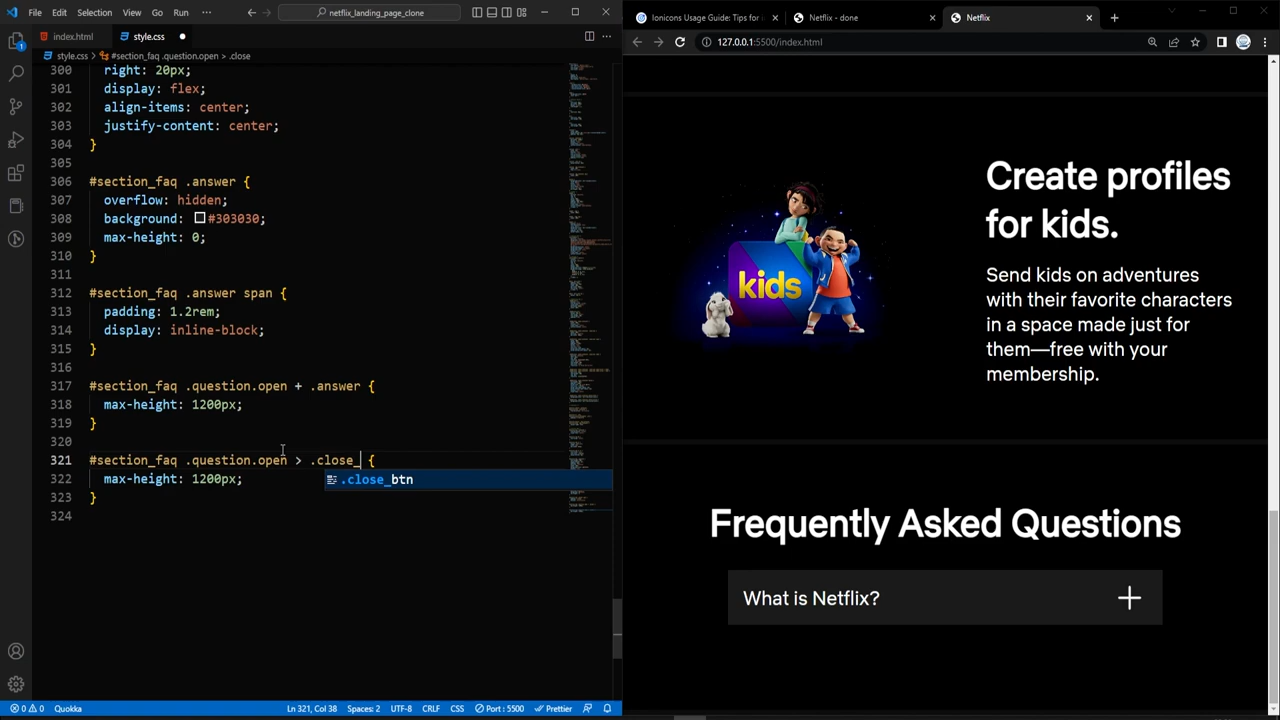 File Edit Selection View Go Run ··· netflix_landing_page_clone
index.html style.css
style.css > #section_faq .question.open > .close
300 right: 20px;
301 display: flex;
302 align-items: center;
303 justify-content: center;
304 }
305
306 #section_faq .answer {
307 overflow: hidden;
308 background: #303030;
309 max-height: 0;
310 }
311
312 #section_faq .answer span {
313 padding: 1.2rem;
314 display: inline-block;
315 }
316
317 #section_faq .question.open + .answer {
318 max-height: 1200px;
319 }
320
321 #section_faq .question.open > .close_ {
322 max-height: 1200px;
.close_btn
323 }
324
1
0 0 Quokka Ln 321, Col 38 Spaces: 2 UTF-8 CRLF CSS Port : 5500 Prettier
Ionicons Usage Guide: Tips for i Netflix - done Netflix
127.0.0.1:5500/index.html
kids
Create profiles
for kids.
Send kids on adventures
with their favorite characters
in a space made just for
them—free with your
membership.
Frequently Asked Questions
What is Netflix?